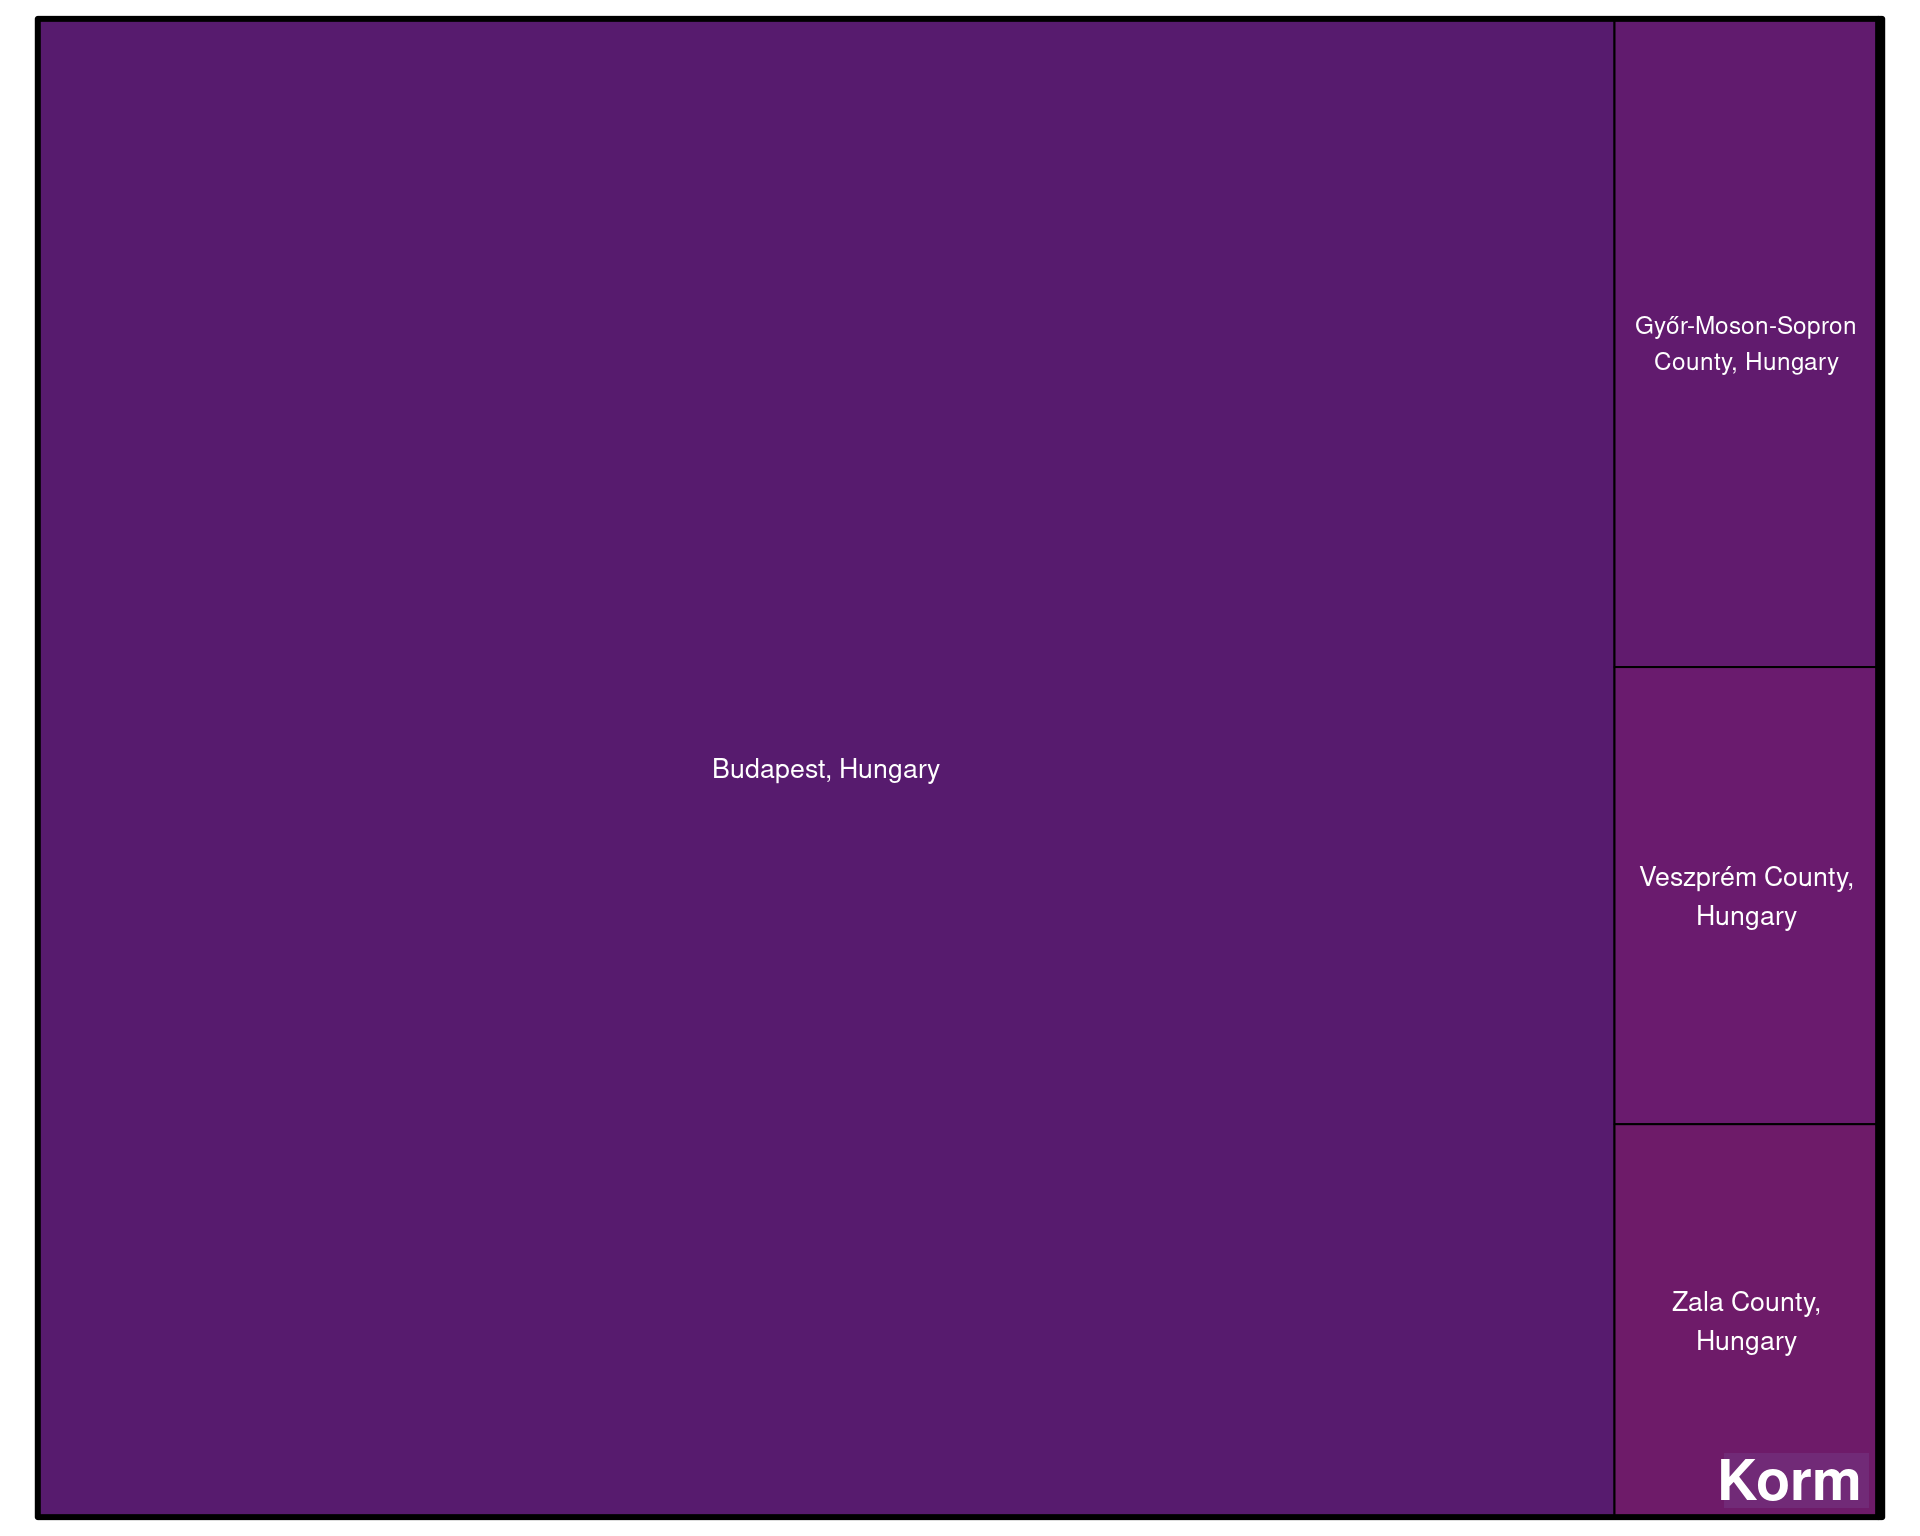 Budapest, Hungary
Győr-Moson-Sopron
County, Hungary
Veszprém County,
Hungary
Zala County,
Hungary
Korm